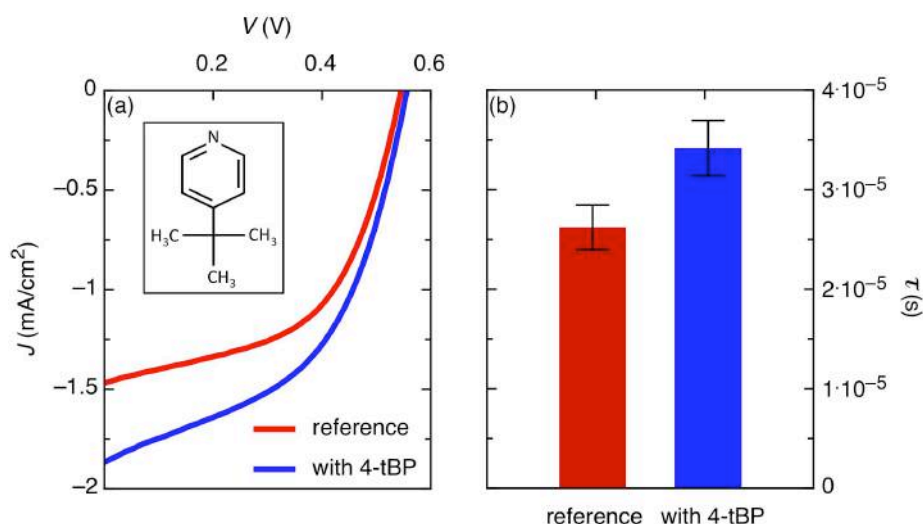 V (V)
0.2 0.4 0.6
0
(a)
N
H₃C
CH₃
CH₃
−0.5
−1
−1.5
−2
J (mA/cm²)
reference
with 4-tBP
(b)
4·10⁻⁵
3·10⁻⁵
2·10⁻⁵
1·10⁻⁵
0
τ (s)
reference with 4-tBP